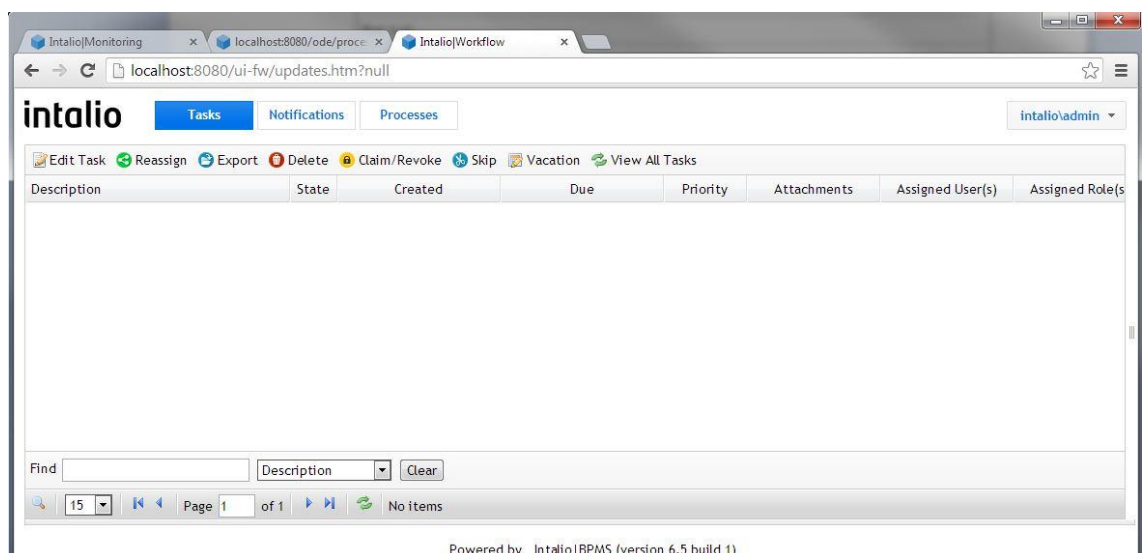 Intalio|Monitoring localhost:8080/ode/proce Intalio|Workflow
localhost:8080/ui-fw/updates.htm?null
intalio Tasks Notifications Processes intalio\admin
Edit Task Reassign Export Delete Claim/Revoke Skip Vacation View All Tasks
Description State Created Due Priority Attachments Assigned User(s) Assigned Role(s
Find Description Clear
15 Page 1 of 1 No items
Powered by Intalio|BPMS (version 6.5 build 1)